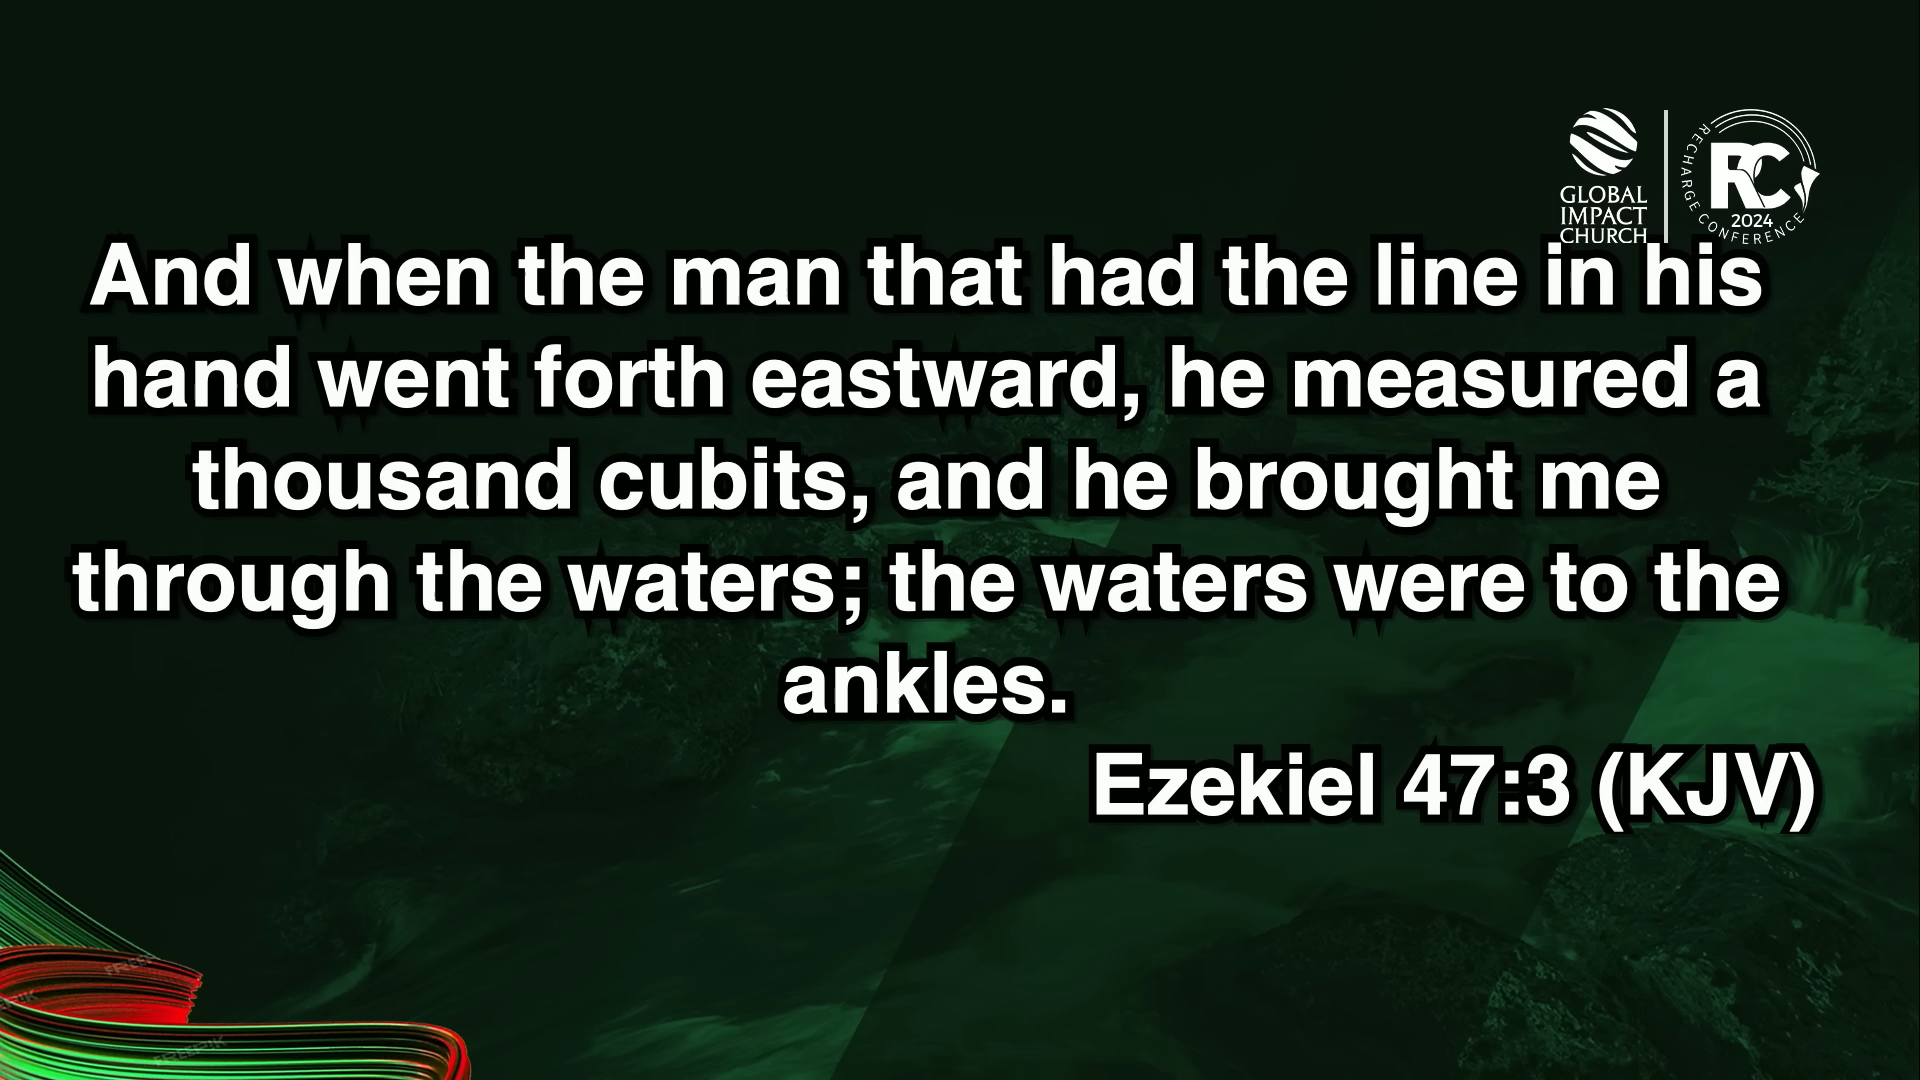 GLOBAL
IMPACT
CHURCH
RECHARGE CONFERENCE
RC
2024
And when the man that had the line in his
hand went forth eastward, he measured a
thousand cubits, and he brought me
through the waters; the waters were to the
ankles.
Ezekiel 47:3 (KJV)
FREEPIK